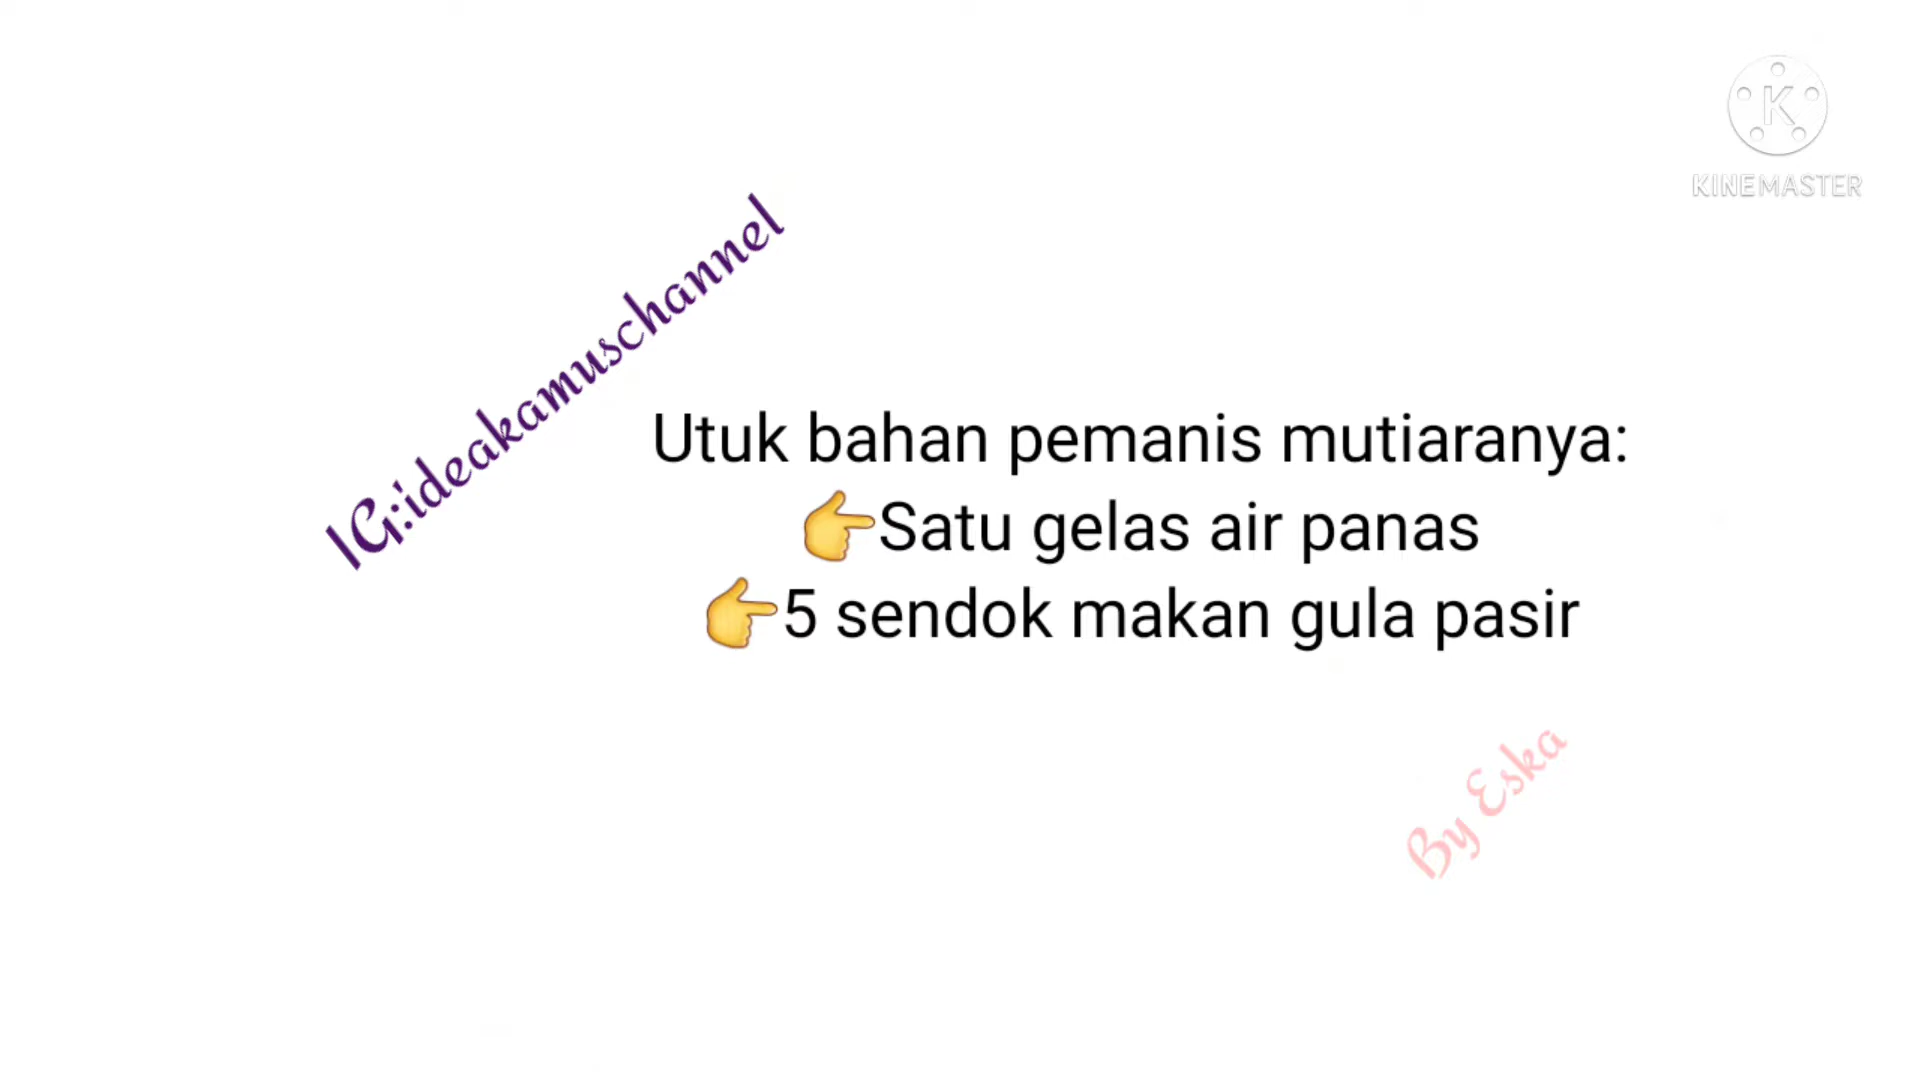 KINEMASTER
IG:ideakamuschannel
Utuk bahan pemanis mutiaranya:
👉Satu gelas air panas
👉5 sendok makan gula pasir
By Eska